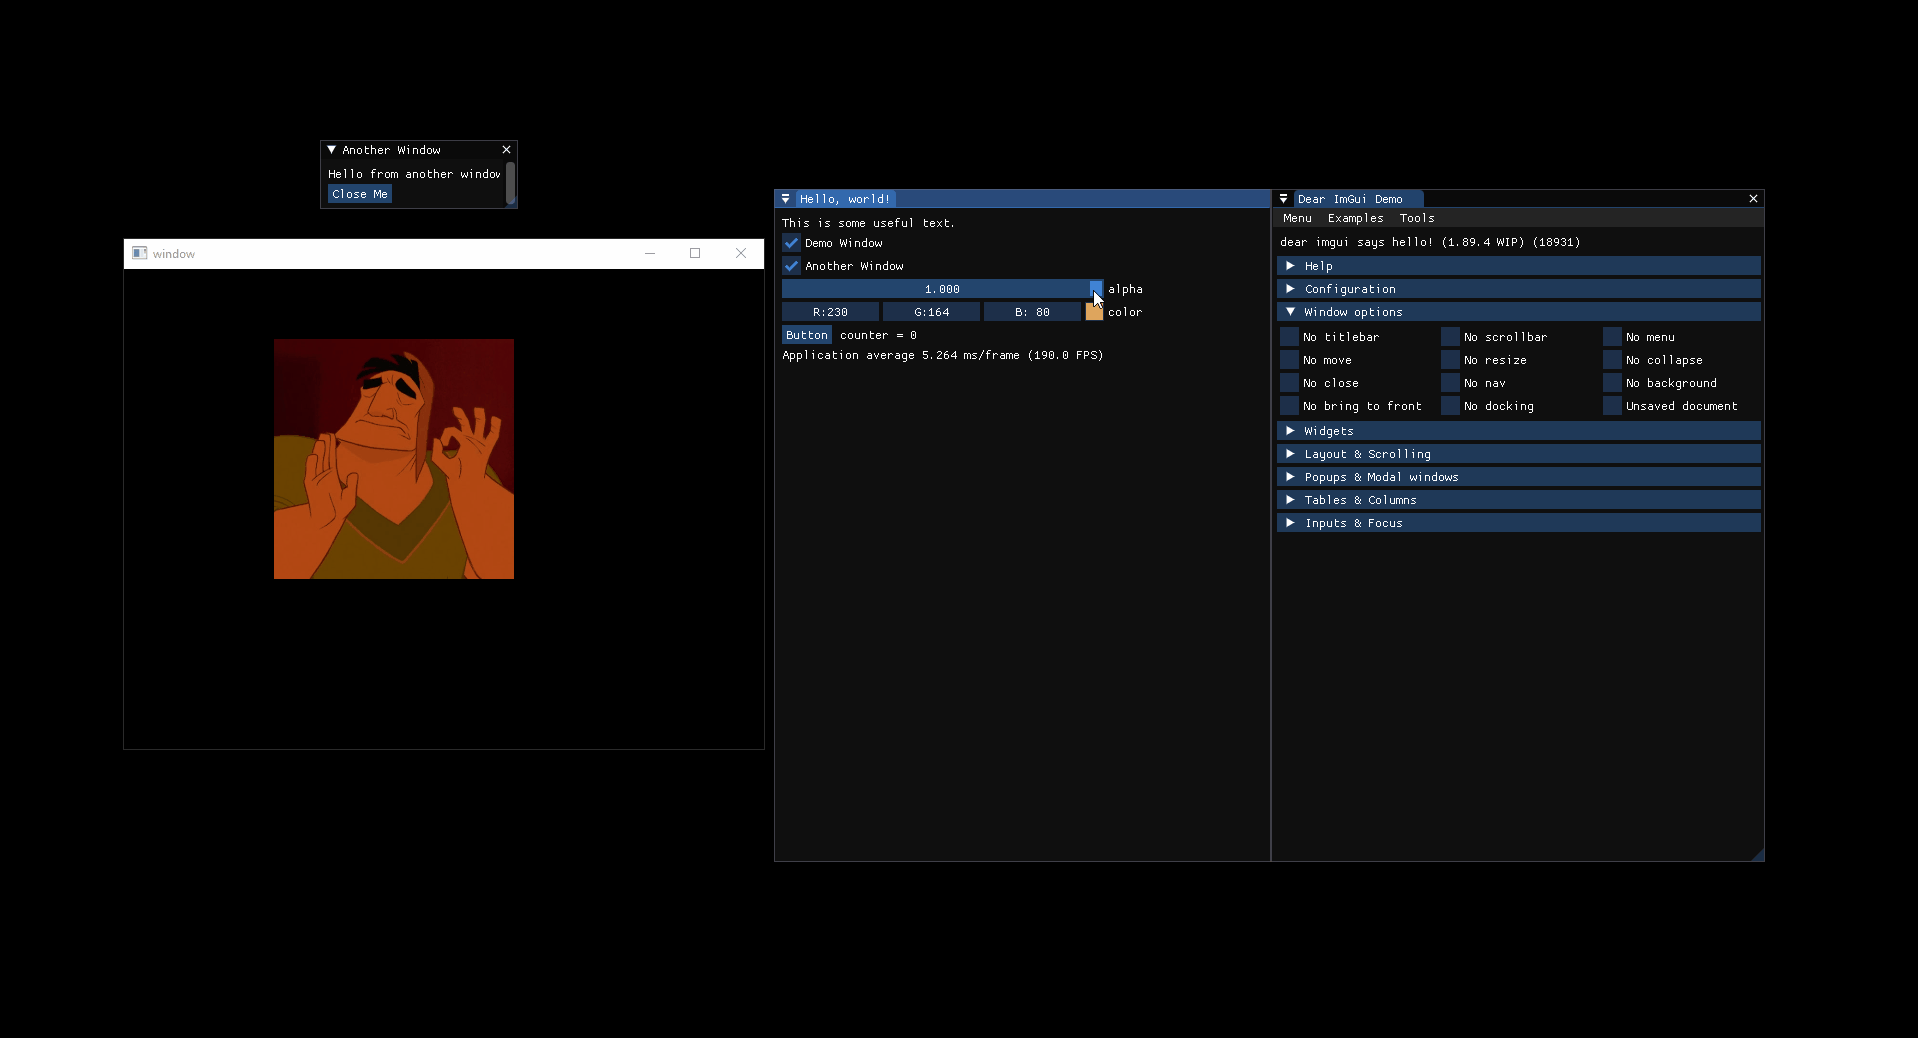 Another Window
Hello from another
Close Me
window
Hello, world!
This is some useful text.
Demo Window
Another Window
1.000 alpha
R:230 G:164 B: 80 color
Button counter = 0
Application average 5.264 ms/frame (190.0 FPS)
Dear ImGui Demo
Menu Examples Tools
dear imgui says hello! (1.89.4 WIP) (18931)
Help
Configuration
Window options
No titlebar No scrollbar No menu
No move No resize No collapse
No close No nav No background
No bring to front No docking Unsaved document
Widgets
Layout & Scrolling
Popups & Modal windows
Tables & Columns
Inputs & Focus